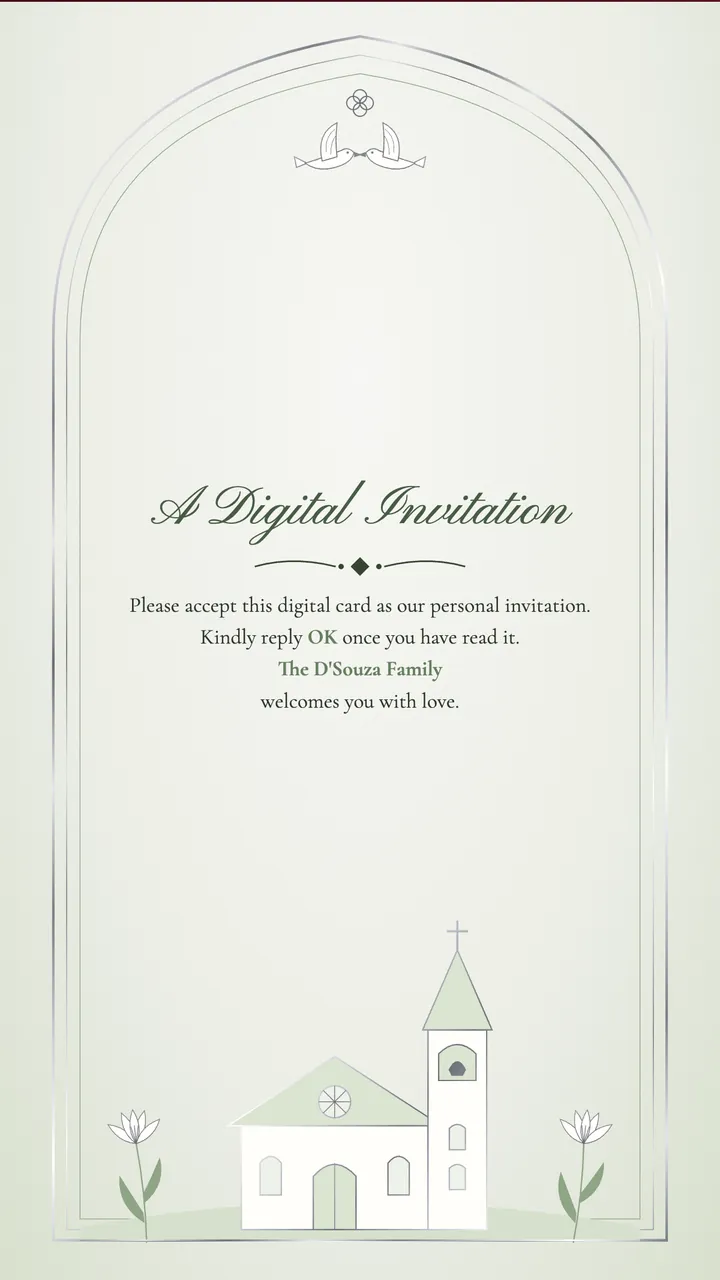 A Digital Invitation
Please accept this digital card as our personal invitation.
Kindly reply OK once you have read it.
The D'Souza Family
welcomes you with love.